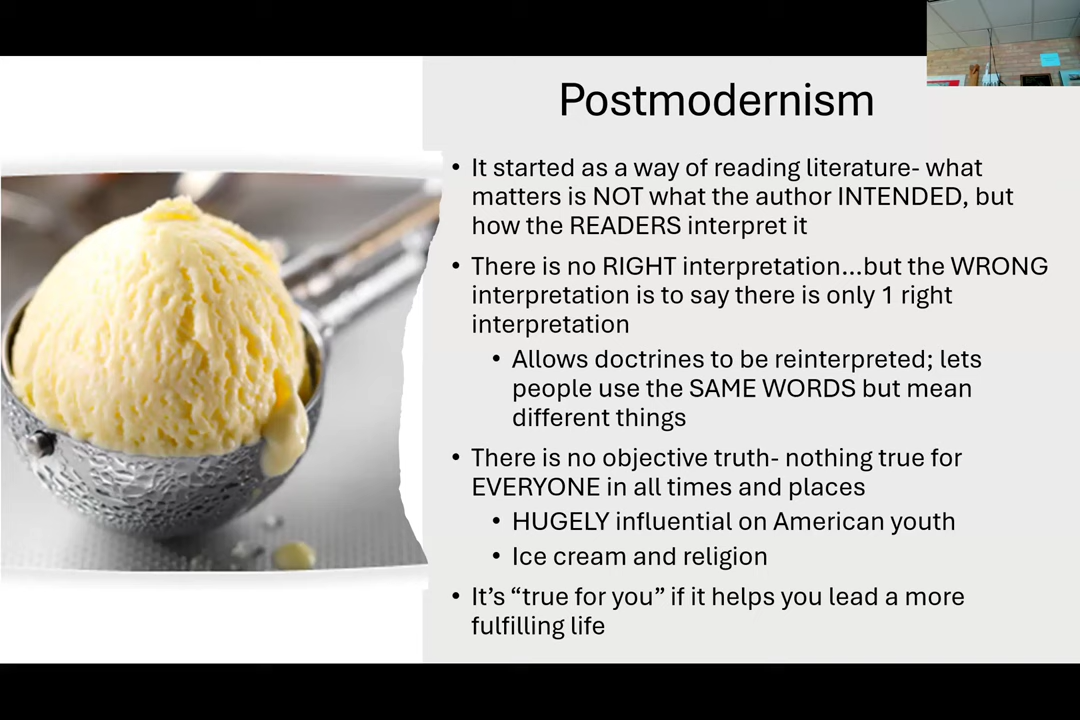 Postmodernism
• It started as a way of reading literature- what
matters is NOT what the author INTENDED, but
how the READERS interpret it
• There is no RIGHT interpretation...but the WRONG
interpretation is to say there is only 1 right
interpretation
• Allows doctrines to be reinterpreted; lets
people use the SAME WORDS but mean
different things
• There is no objective truth- nothing true for
EVERYONE in all times and places
• HUGELY influential on American youth
• Ice cream and religion
• It’s “true for you” if it helps you lead a more
fulfilling life